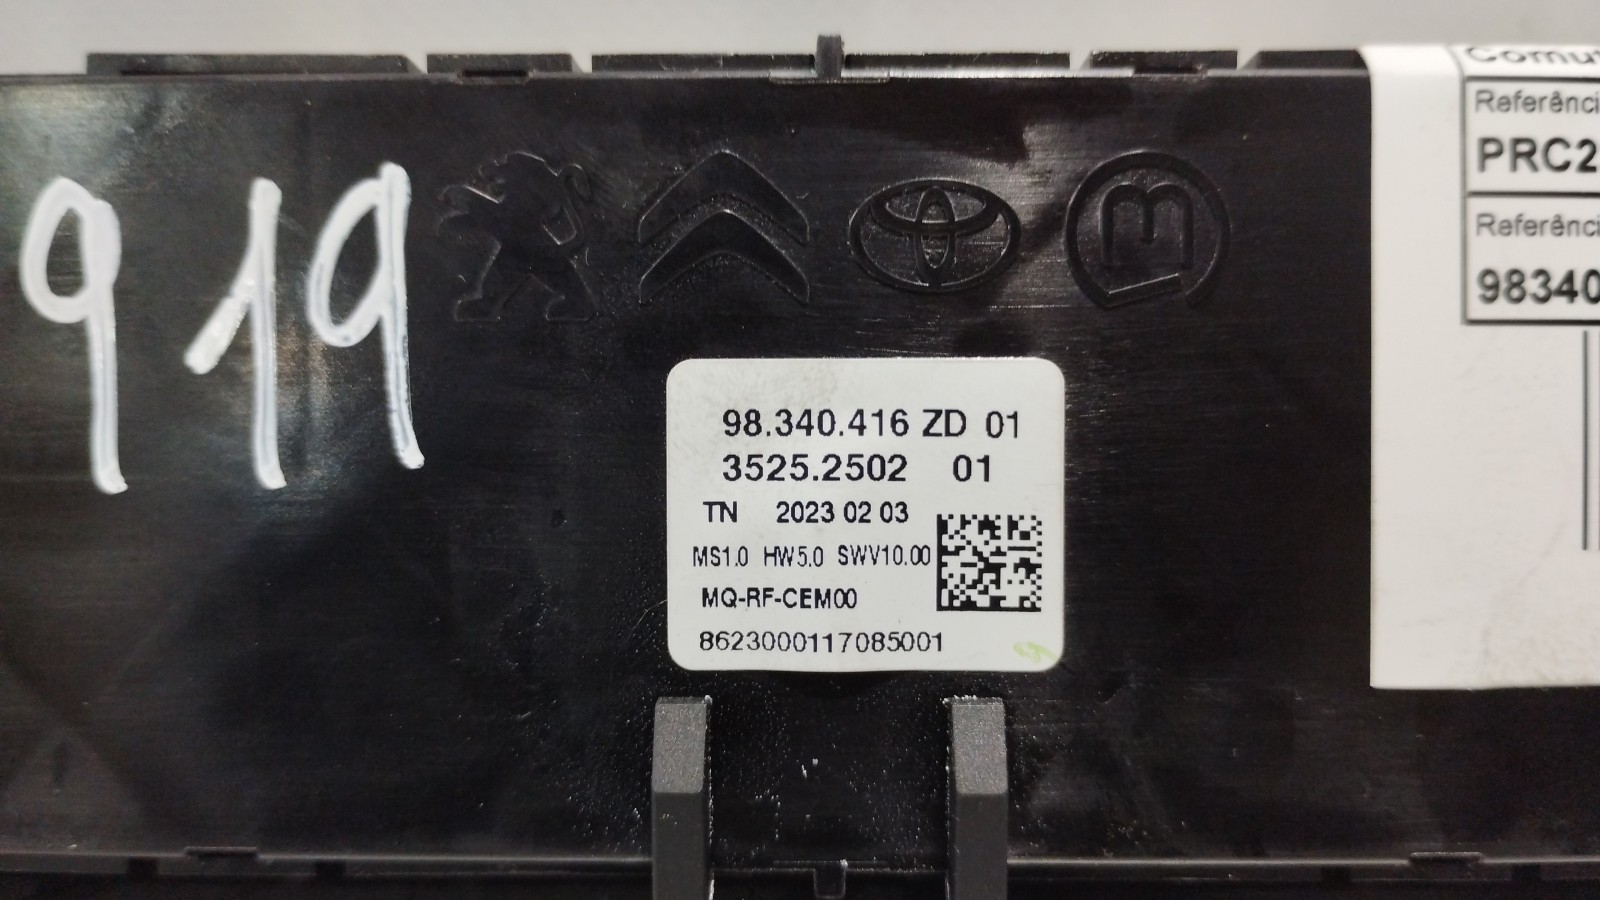 919
98.340.416 ZD 01
3525.2502 01
TN 2023 02 03
MS1.0 HW5.0 SWV10.00
MQ-RF-CEM00
8623000117085001
Comut
Referênci
PRC2
Referênci
98340